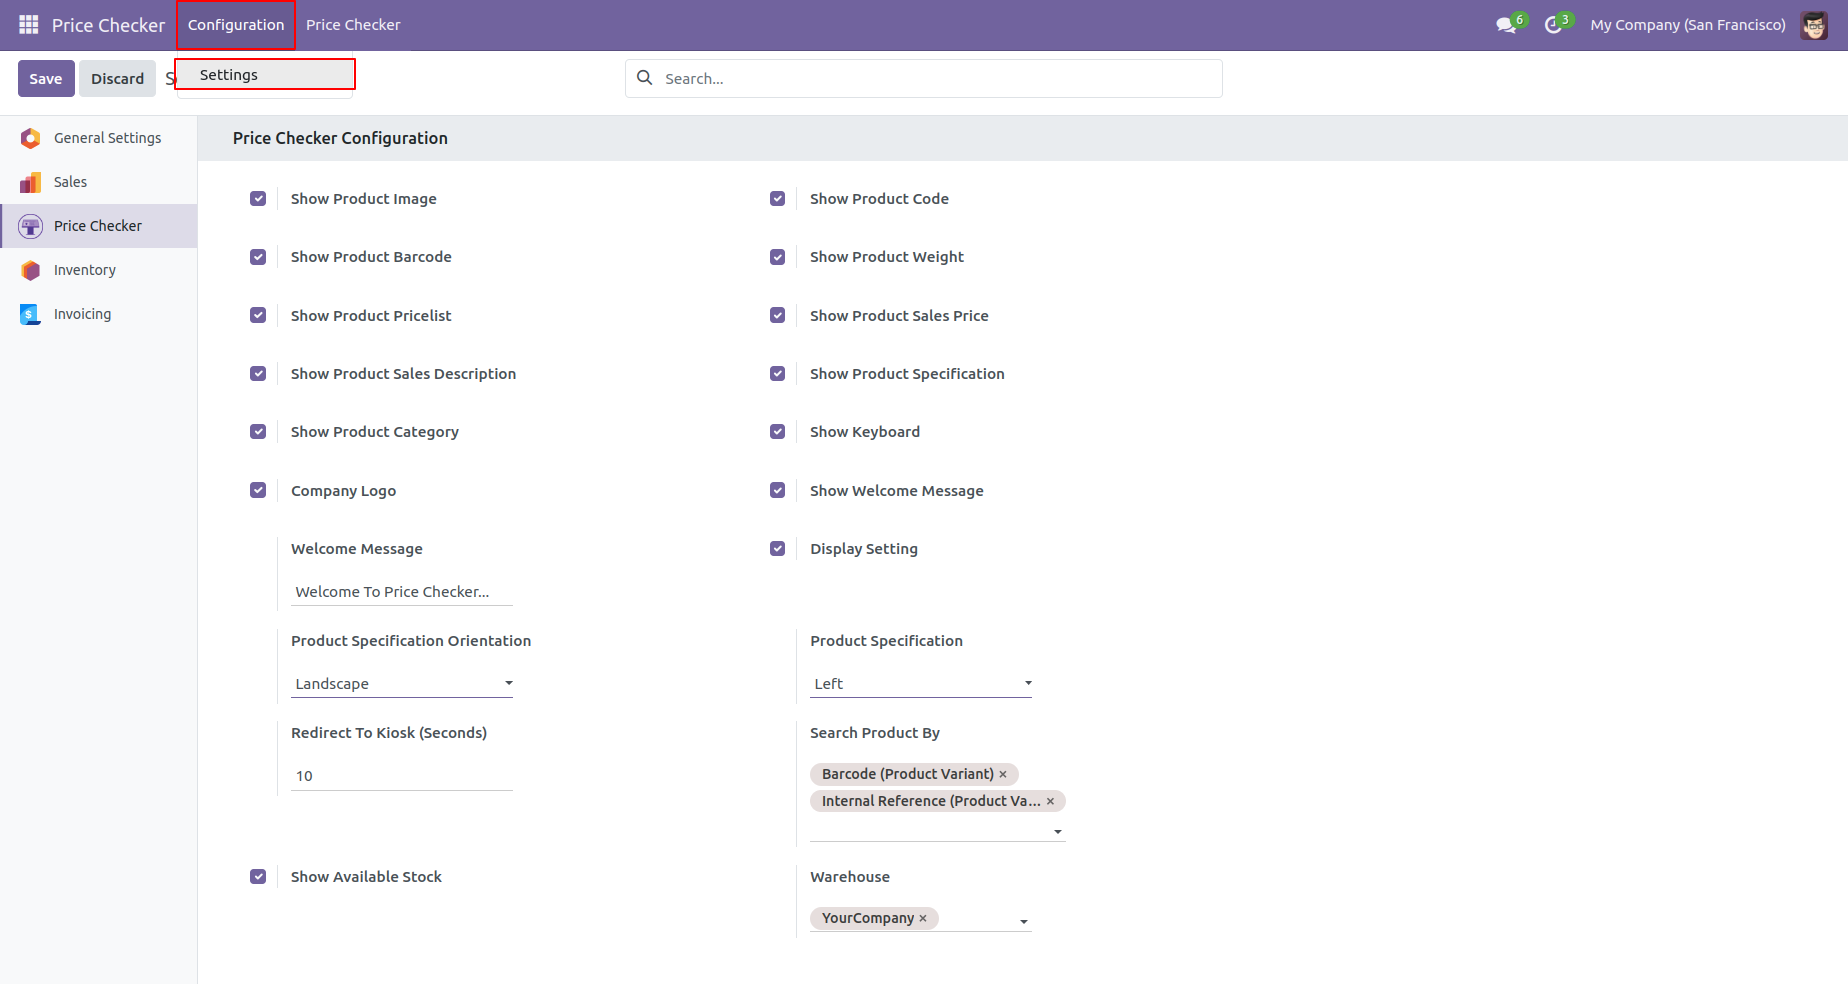 Price Checker Configuration Price Checker 6 3 My Company (San Francisco)
Save Discard S Settings Search...
General Settings
Sales
Price Checker
Inventory
Invoicing
Price Checker Configuration
Show Product Image Show Product Code
Show Product Barcode Show Product Weight
Show Product Pricelist Show Product Sales Price
Show Product Sales Description Show Product Specification
Show Product Category Show Keyboard
Company Logo Show Welcome Message
Welcome Message Display Setting
Welcome To Price Checker...
Product Specification Orientation Product Specification
Landscape Left
Redirect To Kiosk (Seconds) Search Product By
10 Barcode (Product Variant) ×
Internal Reference (Product Va... ×
Show Available Stock Warehouse
YourCompany ×